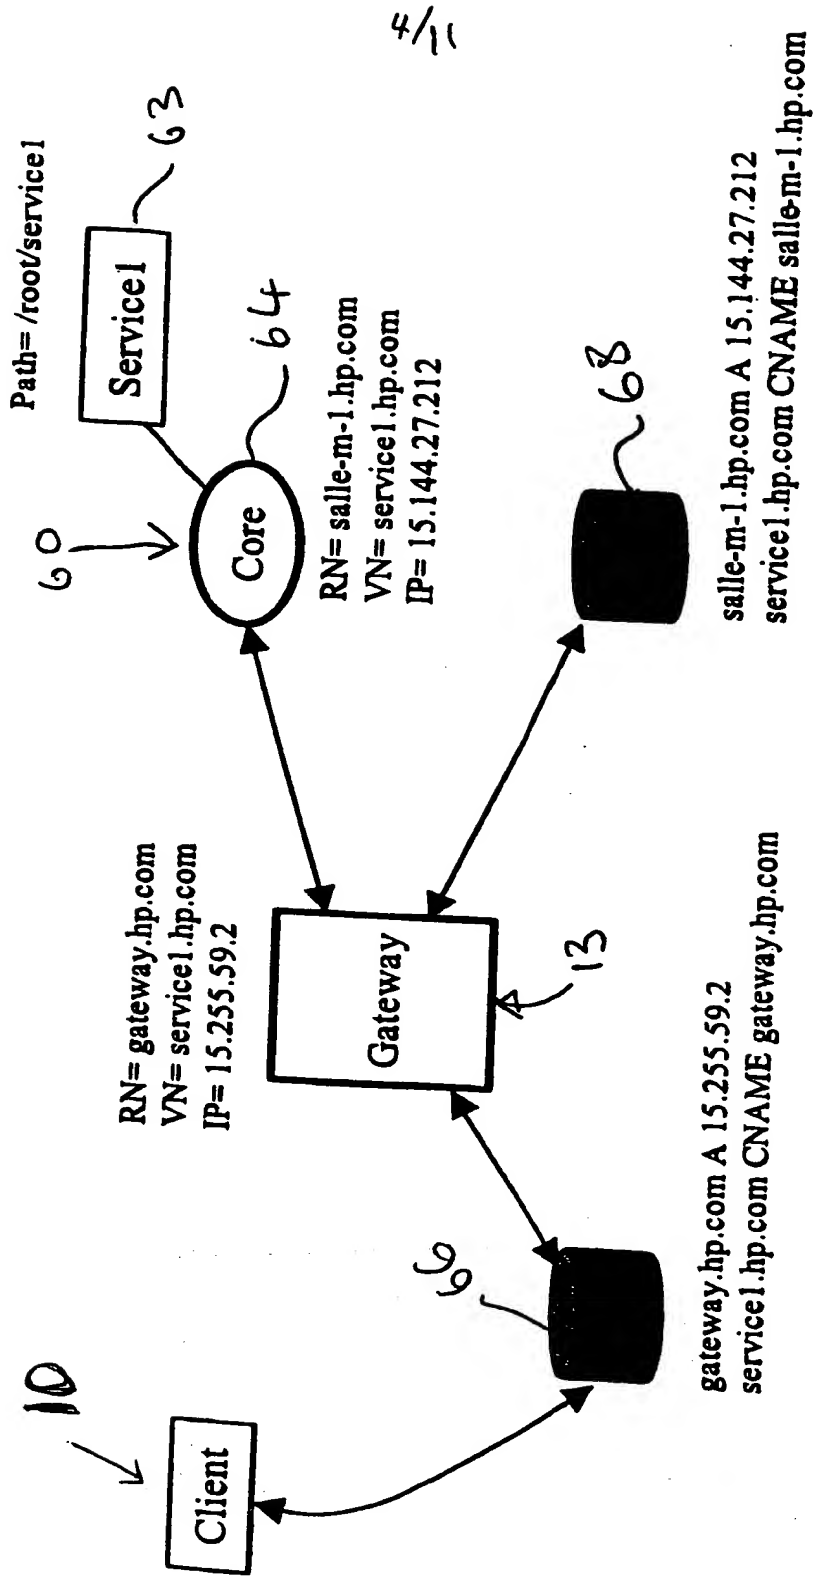 10
Client
Path= /root/service1
Service1
63
60
Core
64
RN= gateway.hp.com
VN= service1.hp.com
IP= 15.255.59.2
Gateway
13
RN= salle-m-1.hp.com
VN= service1.hp.com
IP= 15.144.27.212
4/11
66
68
gateway.hp.com A 15.255.59.2
service1.hp.com CNAME gateway.hp.com
salle-m-1.hp.com A 15.144.27.212
service1.hp.com CNAME salle-m-1.hp.com